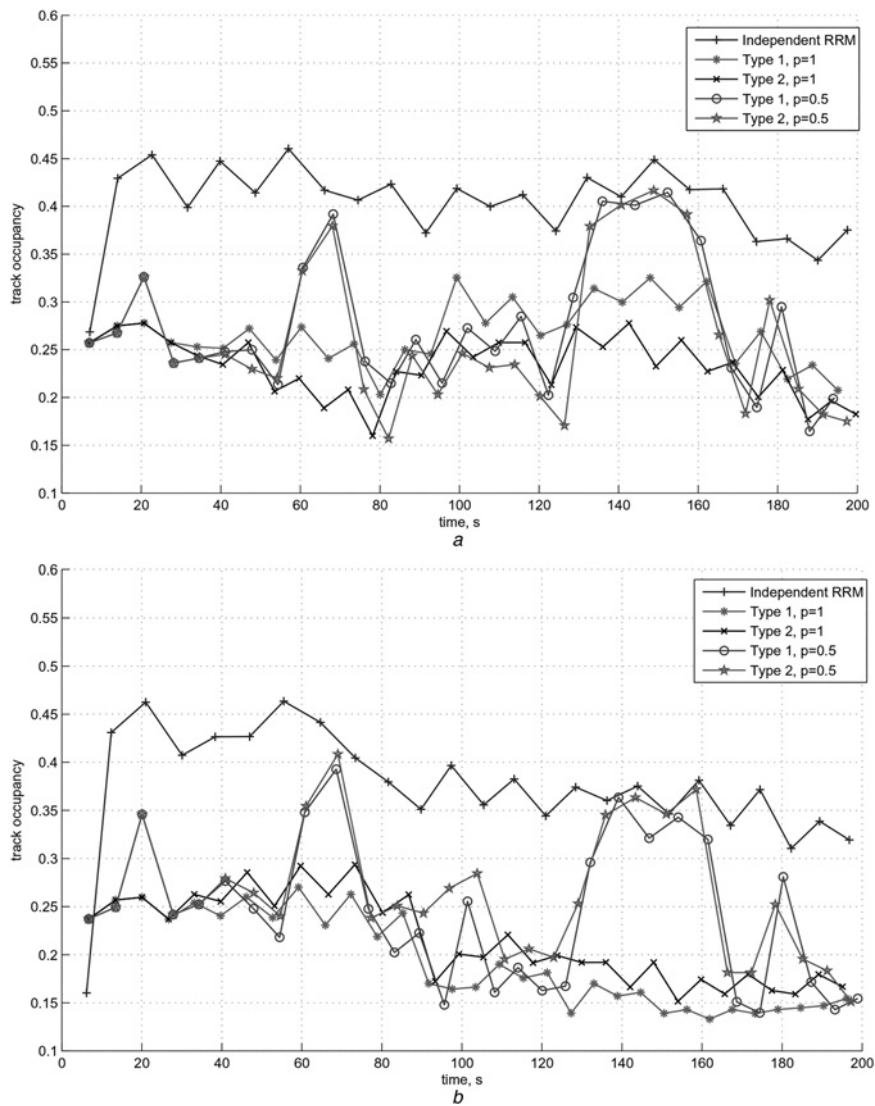 0.6
0.55
0.5
0.45
0.4
0.35
0.3
0.25
0.2
0.15
0.1
track occupancy
Independent RRM
Type 1, p=1
Type 2, p=1
Type 1, p=0.5
Type 2, p=0.5
0 20 40 60 80 100 120 140 160 180 200
time, s
a
0.6
0.55
0.5
0.45
0.4
0.35
0.3
0.25
0.2
0.15
0.1
track occupancy
Independent RRM
Type 1, p=1
Type 2, p=1
Type 1, p=0.5
Type 2, p=0.5
0 20 40 60 80 100 120 140 160 180 200
time, s
b